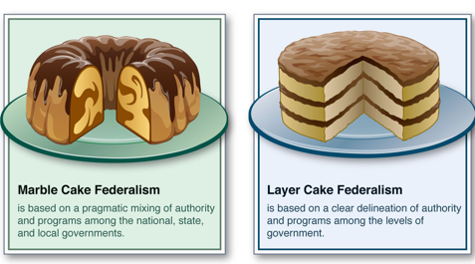 Marble Cake Federalism
is based on a pragmatic mixing of authority
and programs among the national, state,
and local governments.
Layer Cake Federalism
is based on a clear delineation of authority
and programs among the levels of
government.